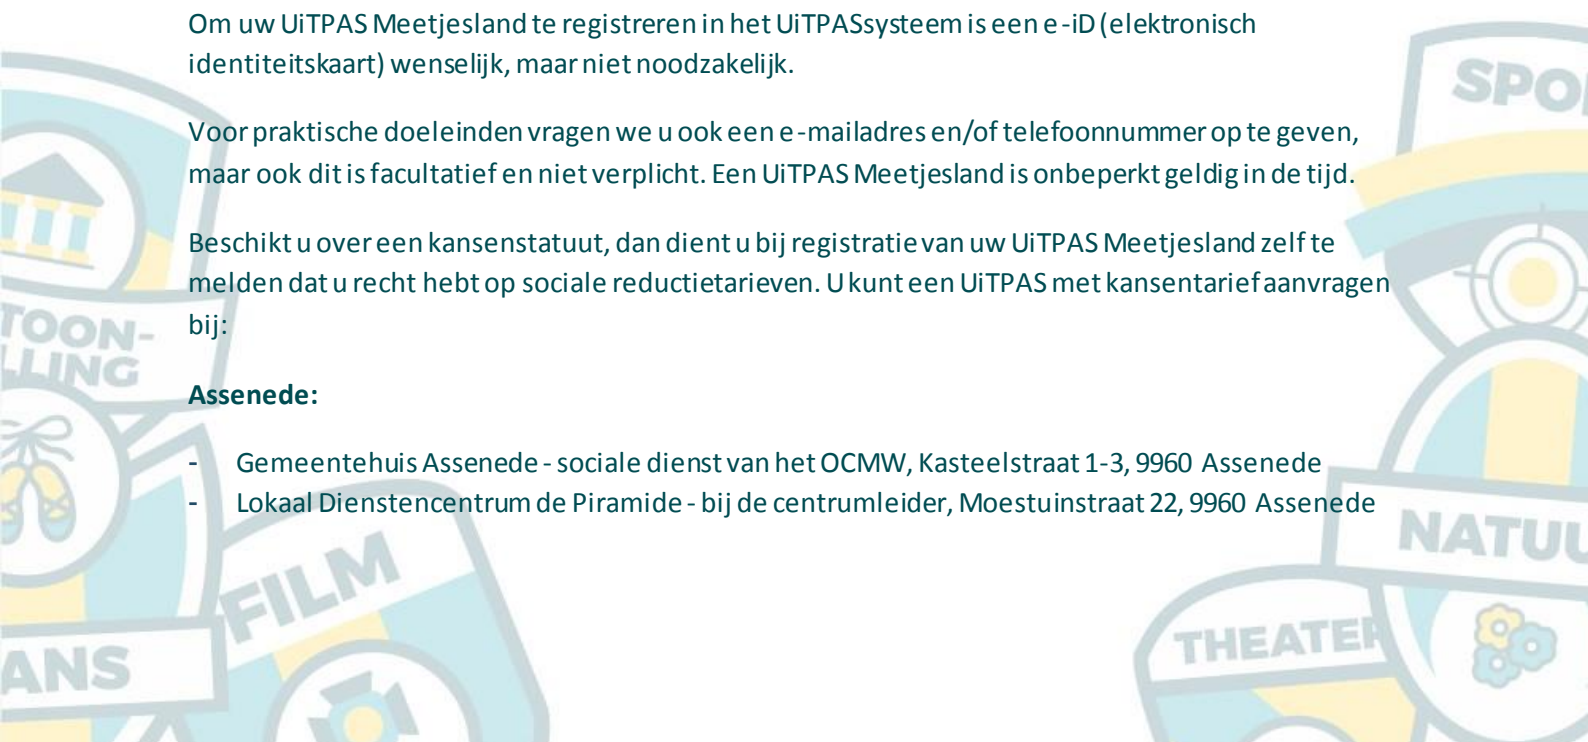 Om uw UiTPAS Meetjesland te registreren in het UiTPASsysteem is een e-iD (elektronisch
identiteitskaart) wenselijk, maar niet noodzakelijk.
Voor praktische doeleinden vragen we u ook een e-mailadres en/of telefoonnummer op te geven,
maar ook dit is facultatief en niet verplicht. Een UiTPAS Meetjesland is onbeperkt geldig in de tijd.
Beschikt u over een kansenstatuut, dan dient u bij registratie van uw UiTPAS Meetjesland zelf te
melden dat u recht hebt op sociale reductietarieven. U kunt een UiTPAS met kansentarief aanvragen
bij:
Assenede:
- Gemeentehuis Assenede - sociale dienst van het OCMW, Kasteelstraat 1-3, 9960 Assenede
- Lokaal Dienstencentrum de Piramide - bij de centrumleider, Moestuinstraat 22, 9960 Assenede
SPO
TOON-
LLING
NATUU
FILM
THEATER
ANS